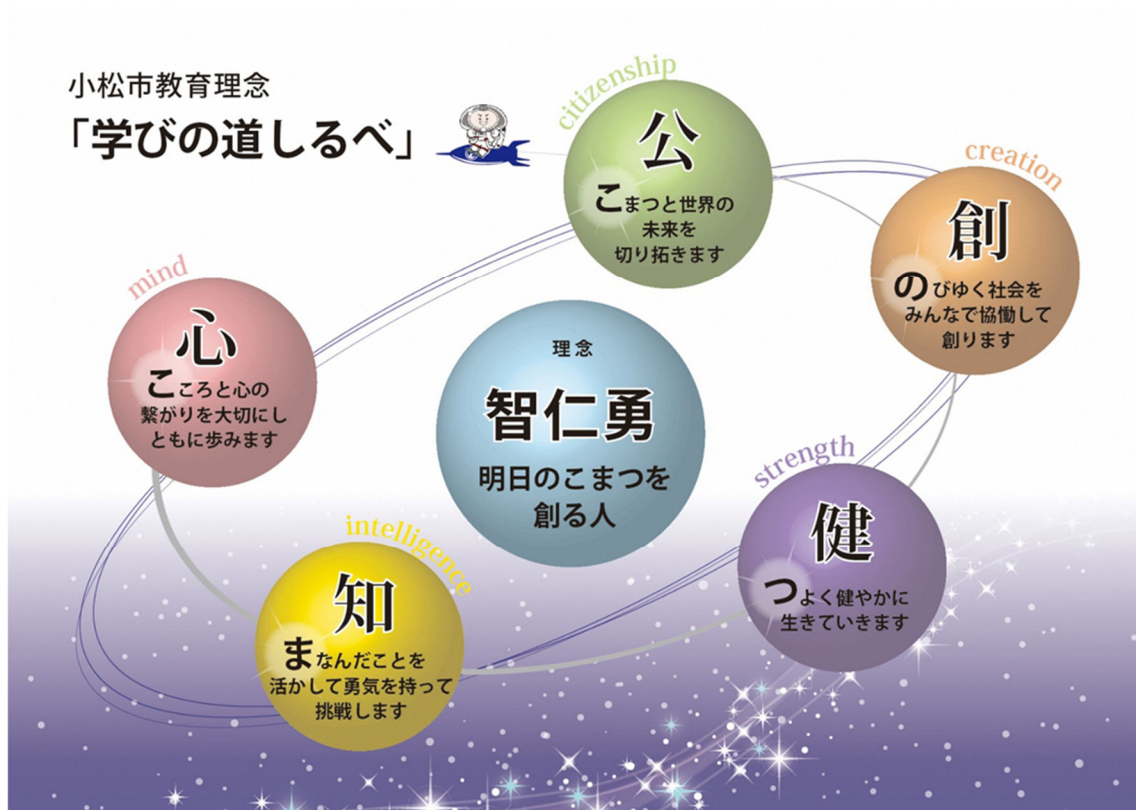 小松市教育理念
「学びの道しるべ」
citizenship
公
こまつと世界の
未来を
切り拓きます
creation
創
のびゆく社会を
みんなで協働して
創ります
mind
心
こころと心の
繋がりを大切にし
ともに歩みます
理念
智仁勇
明日のこまつを
創る人
strength
健
つよく健やかに
生きていきます
intelligence
知
まなんだことを
活かして勇気を持って
挑戦します